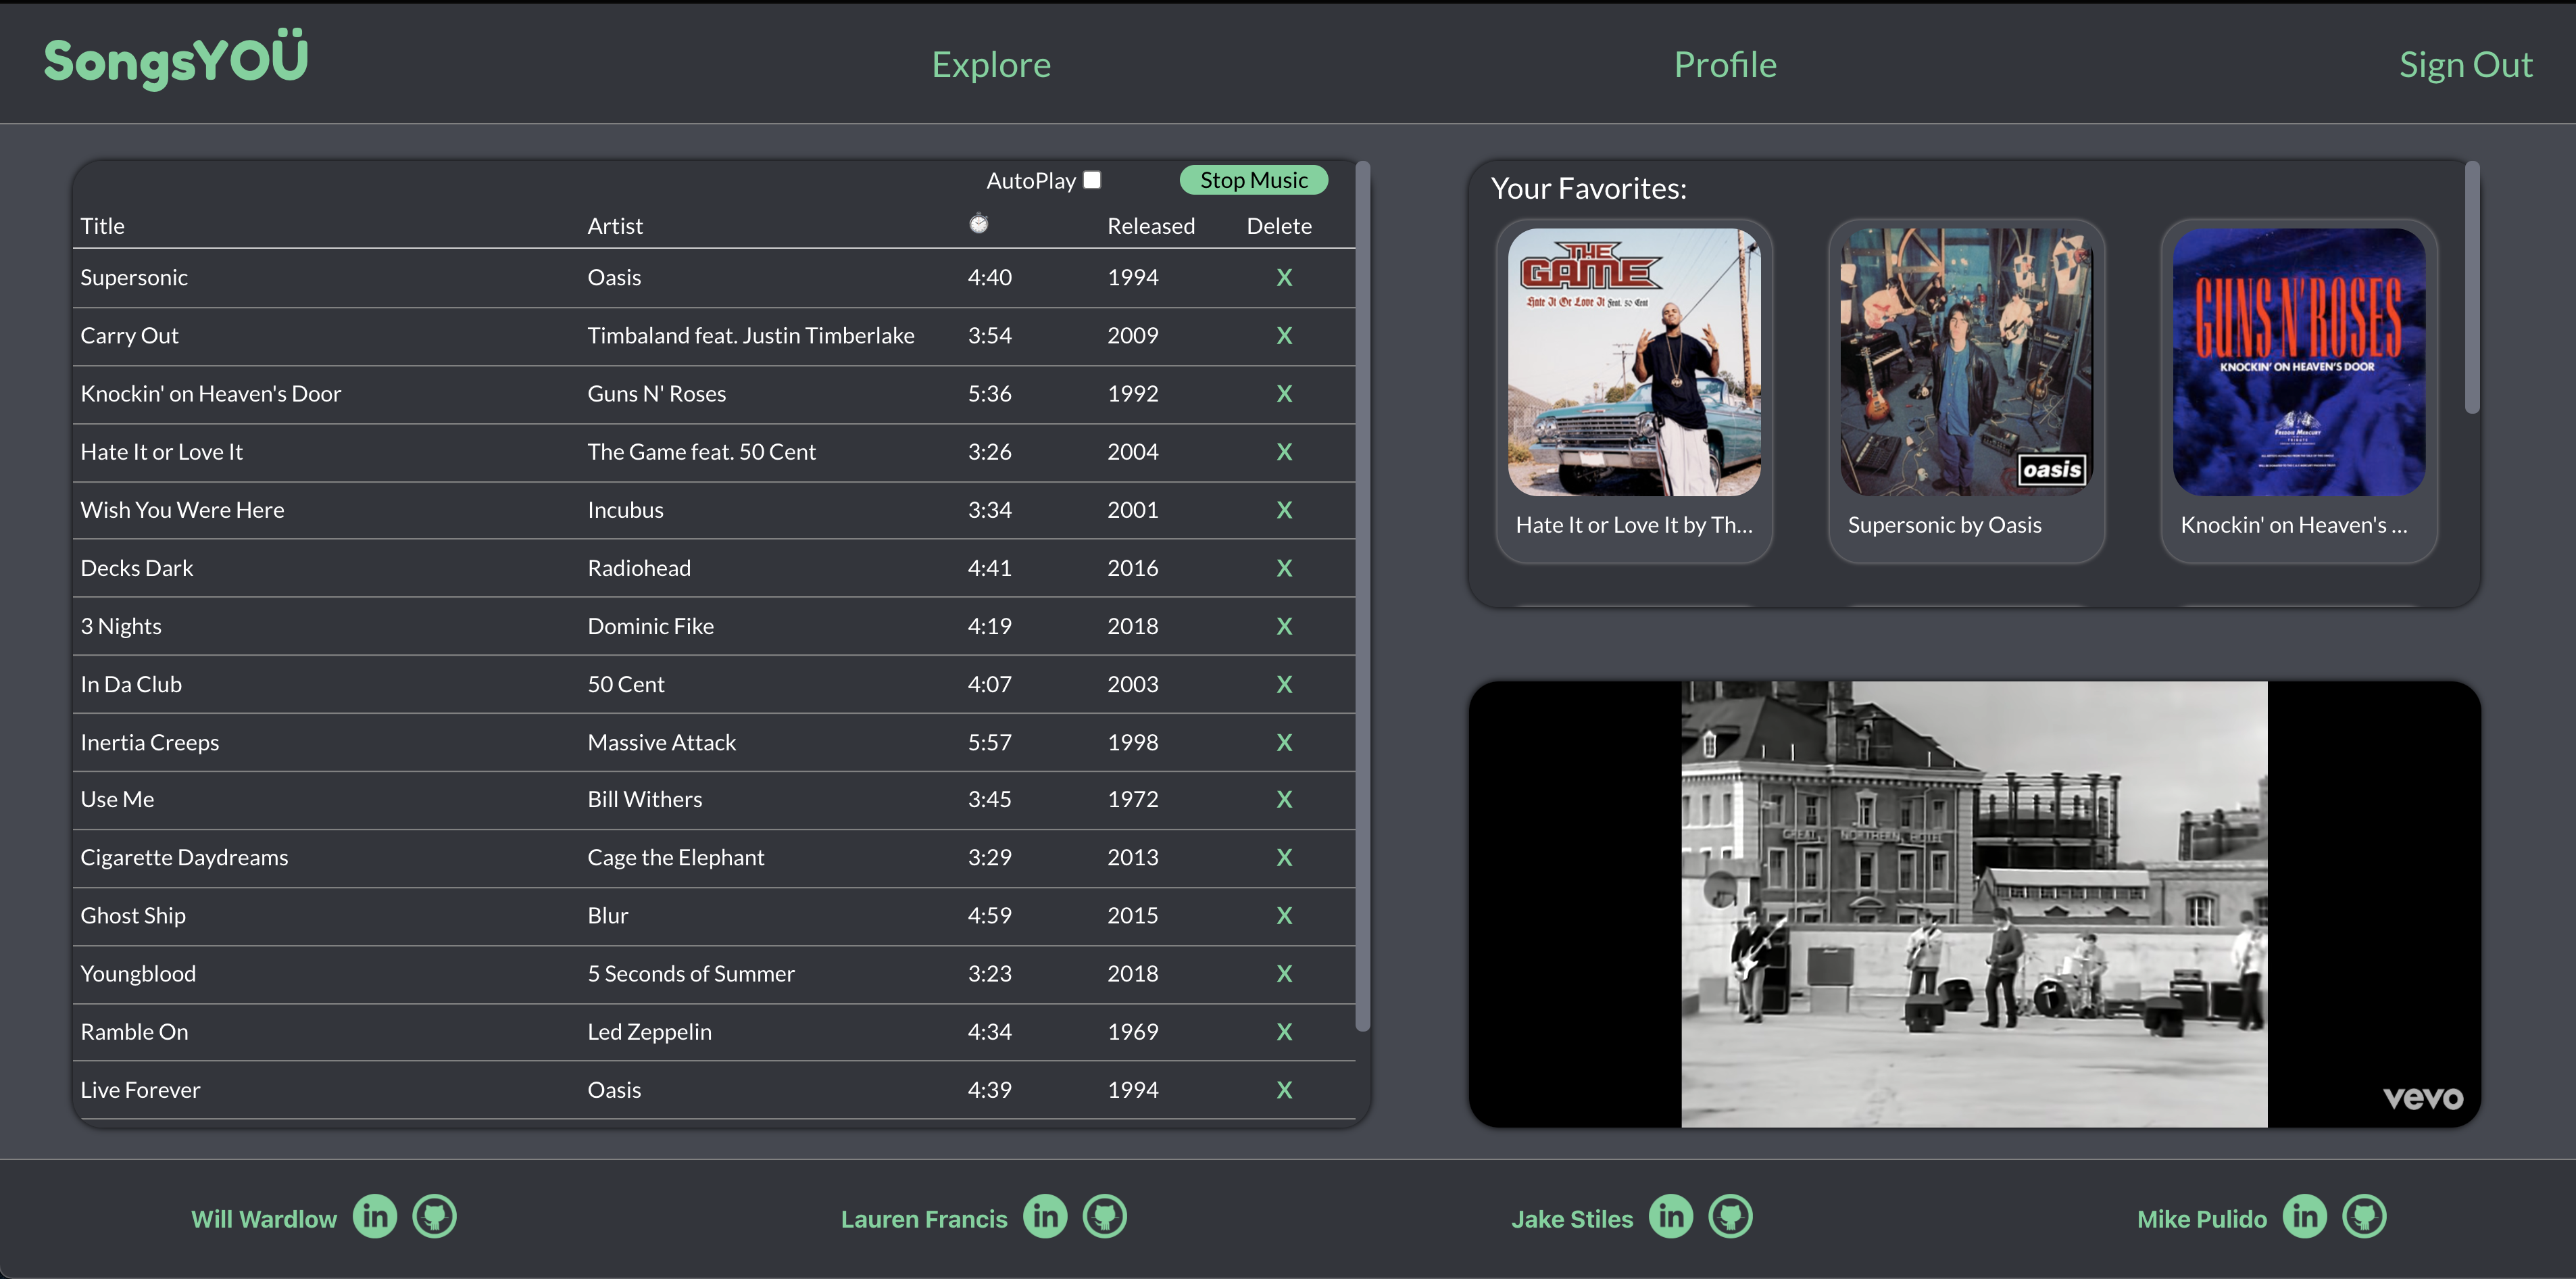 SongsYOÜ
Explore
Profile
Sign Out
AutoPlay
Stop Music
Title Artist Released Delete
Supersonic Oasis 4:40 1994 X
Carry Out Timbaland feat. Justin Timberlake 3:54 2009 X
Knockin' on Heaven's Door Guns N' Roses 5:36 1992 X
Hate It or Love It The Game feat. 50 Cent 3:26 2004 X
Wish You Were Here Incubus 3:34 2001 X
Decks Dark Radiohead 4:41 2016 X
3 Nights Dominic Fike 4:19 2018 X
In Da Club 50 Cent 4:07 2003 X
Inertia Creeps Massive Attack 5:57 1998 X
Use Me Bill Withers 3:45 1972 X
Cigarette Daydreams Cage the Elephant 3:29 2013 X
Ghost Ship Blur 4:59 2015 X
Youngblood 5 Seconds of Summer 3:23 2018 X
Ramble On Led Zeppelin 4:34 1969 X
Live Forever Oasis 4:39 1994 X
Your Favorites:
THE
GAME
Hate It Or Love It Feat. 50 Cent
Hate It or Love It by Th...
oasis
Supersonic by Oasis
GUNS N' ROSES
KNOCKIN' ON HEAVEN'S DOOR
FREDDIE MERCURY
TRIBUTE
Knockin' on Heaven's ...
GREAT NORTHERN HOTEL
vevo
Will Wardlow in
Lauren Francis in
Jake Stiles in
Mike Pulido in